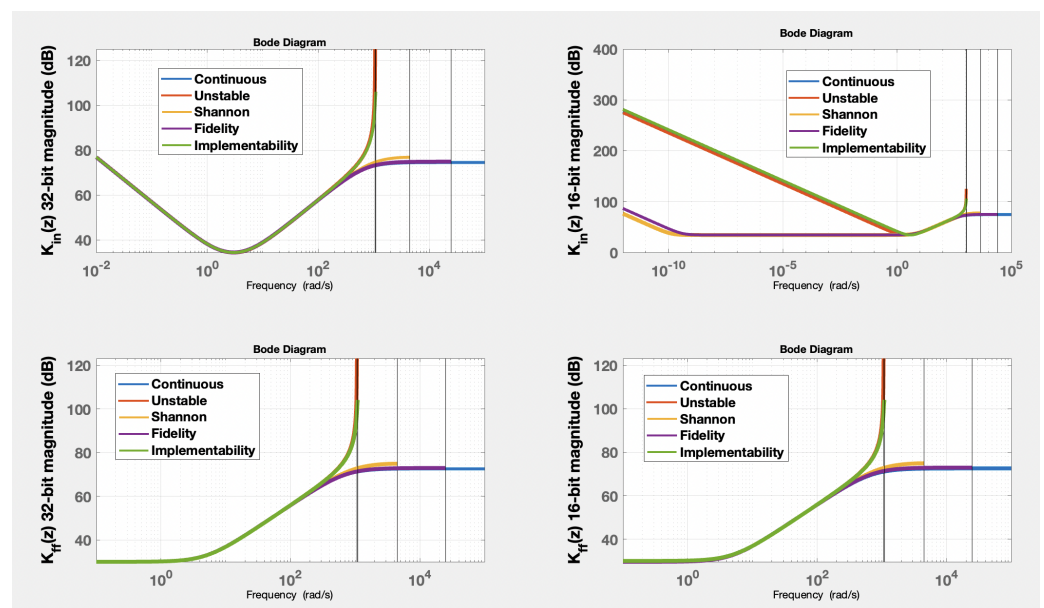 Bode Diagram
K_in(z) 32-bit magnitude (dB)
120
100
80
60
40
Continuous
Unstable
Shannon
Fidelity
Implementability
10^-2
10^0
10^2
10^4
Frequency (rad/s)
Bode Diagram
K_in(z) 16-bit magnitude (dB)
400
300
200
100
0
Continuous
Unstable
Shannon
Fidelity
Implementability
10^-10
10^-5
10^0
10^5
Frequency (rad/s)
Bode Diagram
K_ff(z) 32-bit magnitude (dB)
120
100
80
60
40
Continuous
Unstable
Shannon
Fidelity
Implementability
10^0
10^2
10^4
Frequency (rad/s)
Bode Diagram
K_ff(z) 16-bit magnitude (dB)
120
100
80
60
40
Continuous
Unstable
Shannon
Fidelity
Implementability
10^0
10^2
10^4
Frequency (rad/s)